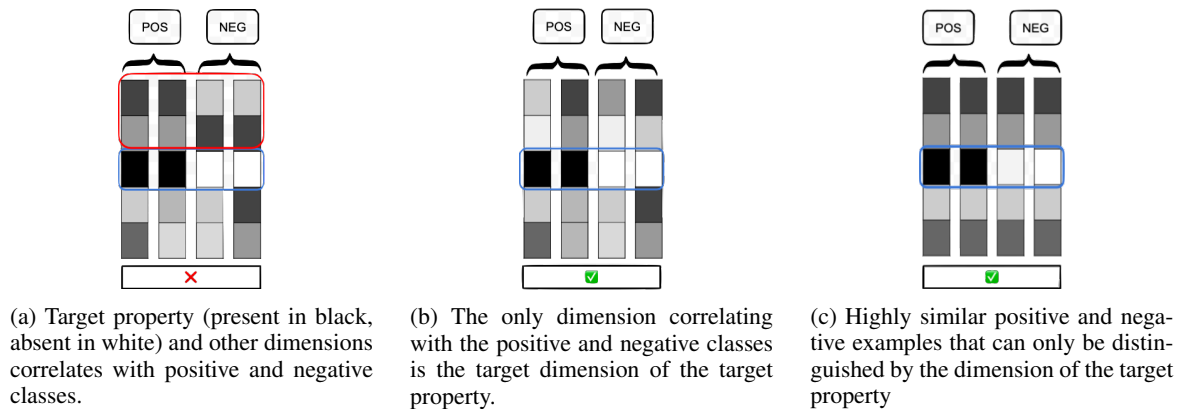 POS NEG
POS NEG
POS NEG
(a) Target property (present in black,
absent in white) and other dimensions
correlates with positive and negative
classes.
(b) The only dimension correlating
with the positive and negative classes
is the target dimension of the target
property.
(c) Highly similar positive and nega-
tive examples that can only be distin-
guished by the dimension of the target
property